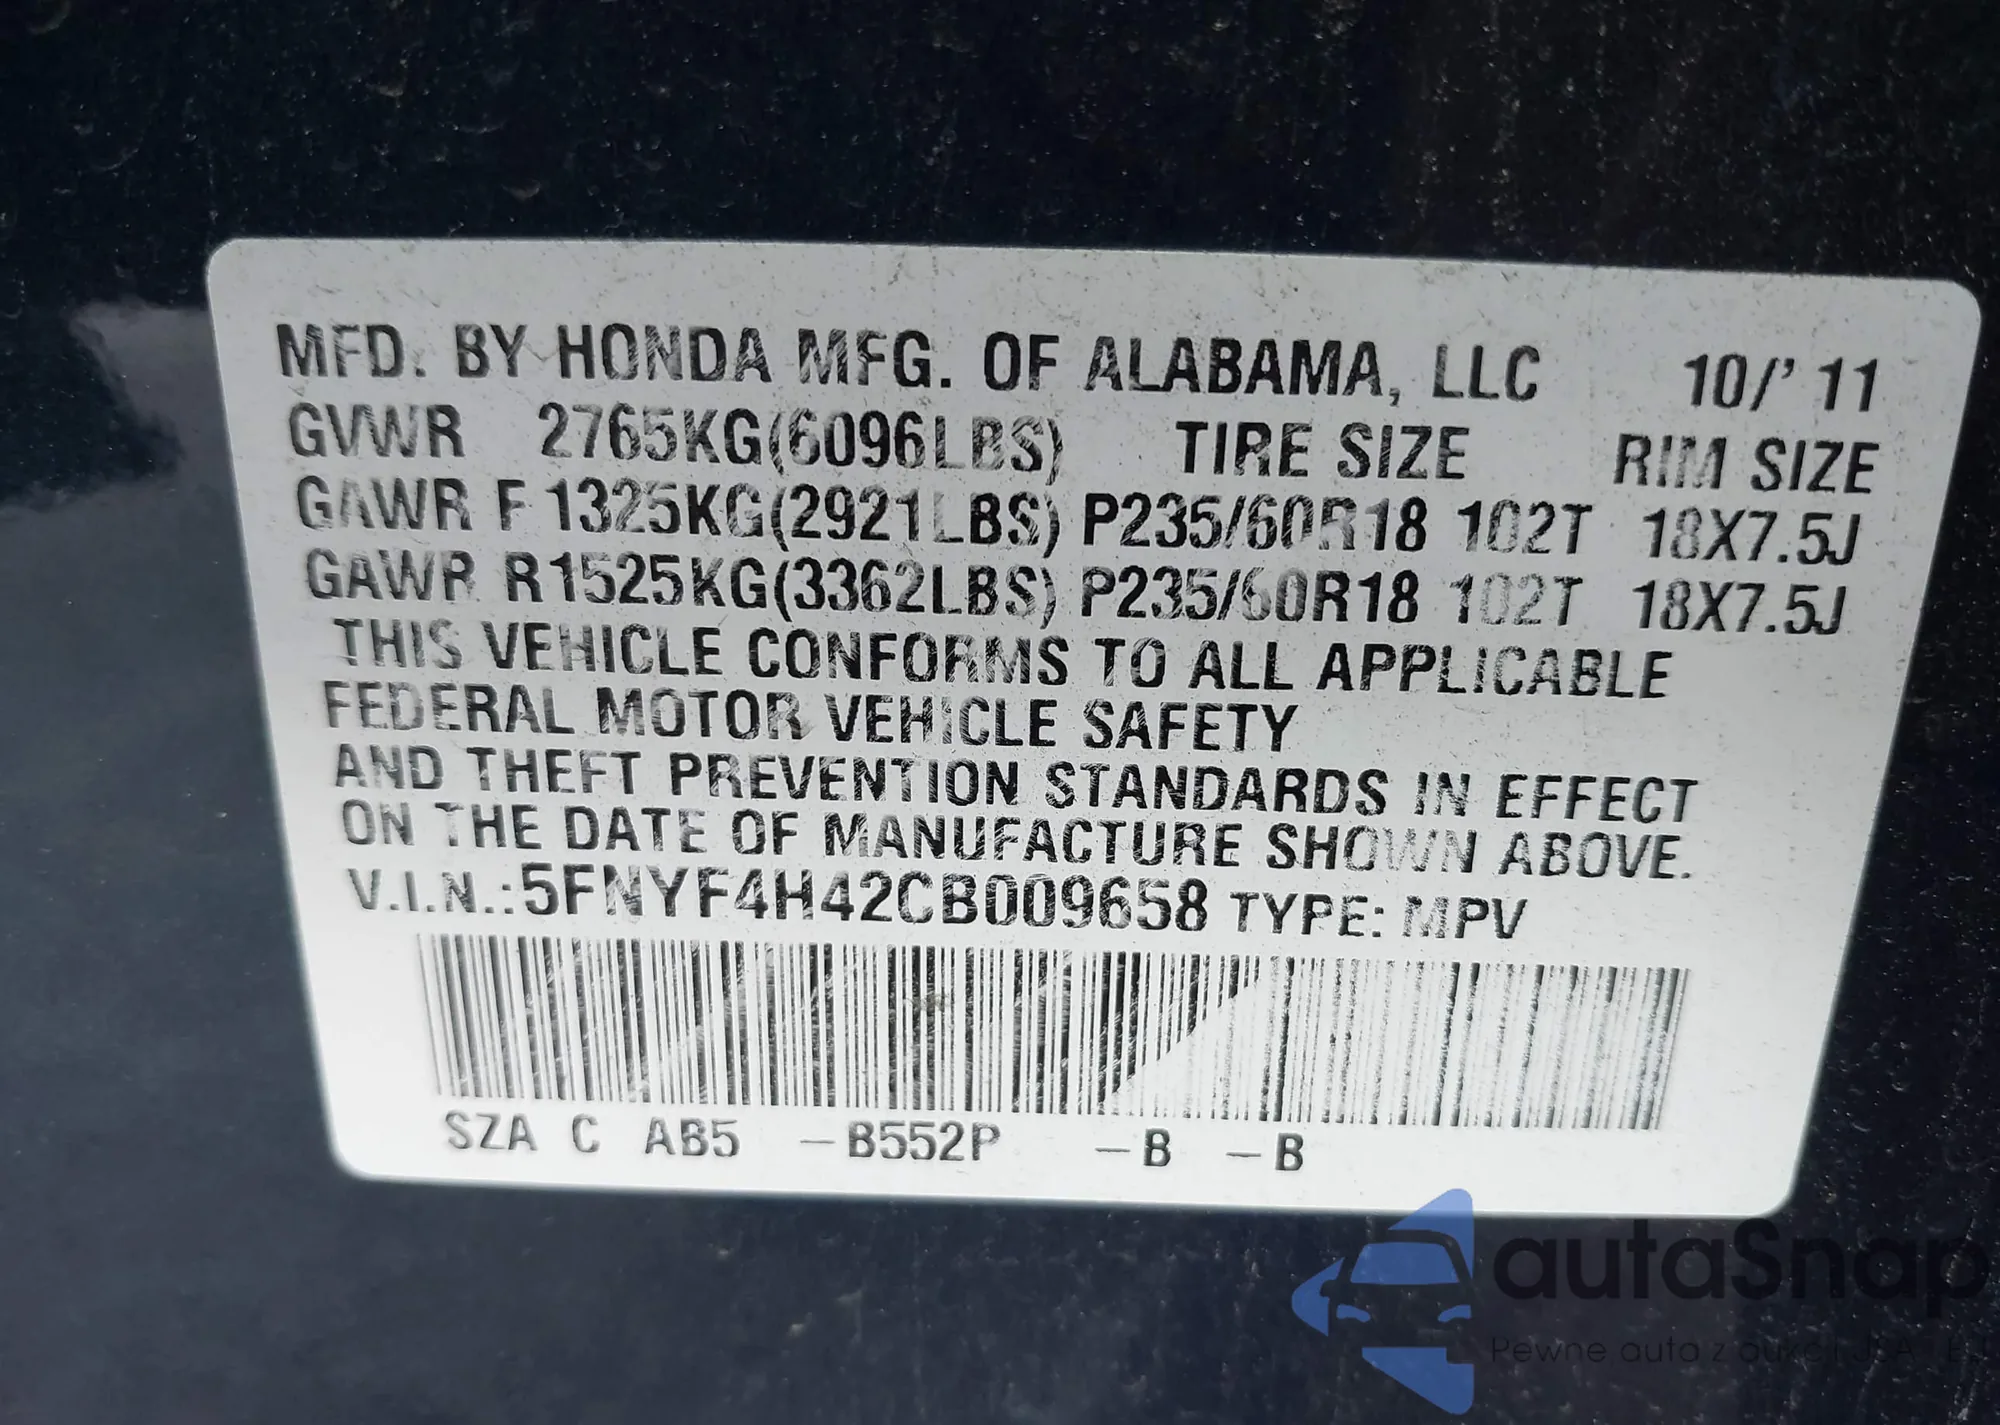 MFD. BY HONDA MFG. OF ALABAMA, LLC 10/'11
GVWR 2765KG(6096LBS) TIRE SIZE RIM SIZE
GAWR F 1325KG(2921LBS) P235/60R18 102T 18X7.5J
GAWR R1525KG(3362LBS) P235/60R18 102T 18X7.5J
THIS VEHICLE CONFORMS TO ALL APPLICABLE
FEDERAL MOTOR VEHICLE SAFETY
AND THEFT PREVENTION STANDARDS IN EFFECT
ON THE DATE OF MANUFACTURE SHOWN ABOVE.
V.I.N.:5FNYF4H42CB009658 TYPE: MPV
SZA C AB5 –B552P –B –B
autaSnap
Pewne auta z aukcji